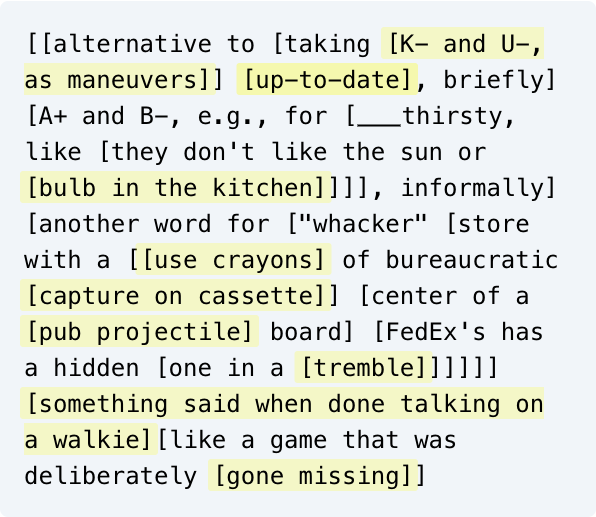 [[alternative to [taking [K- and U-,
as maneuvers]] [up-to-date], briefly]
[A+ and B-, e.g., for [___thirsty,
like [they don't like the sun or
[bulb in the kitchen]]]], informally]
[another word for ["whacker" [store
with a [[use crayons] of bureaucratic
[capture on cassette]] [center of a
[pub projectile] board] [FedEx's has
a hidden [one in a [tremble]]]]]]
[something said when done talking on
a walkie][like a game that was
deliberately [gone missing]]